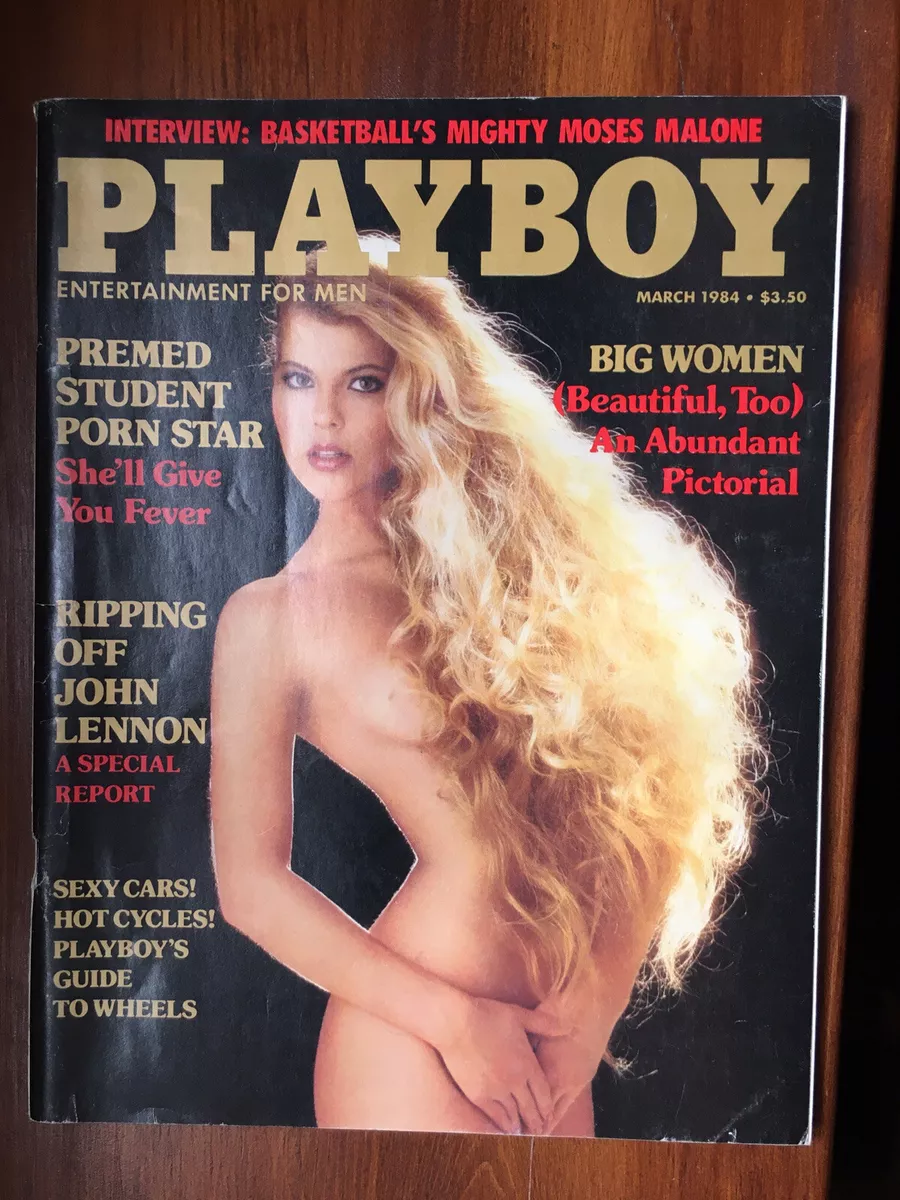 INTERVIEW: BASKETBALL'S MIGHTY MOSES MALONE
PLAYBOY
ENTERTAINMENT FOR MEN
MARCH 1984 • $3.50
PREMED
STUDENT
PORN STAR
She'll Give
You Fever
BIG WOMEN
(Beautiful, Too)
An Abundant
Pictorial
RIPPING
OFF
JOHN
LENNON
A SPECIAL
REPORT
SEXY CARS!
HOT CYCLES!
PLAYBOY'S
GUIDE
TO WHEELS